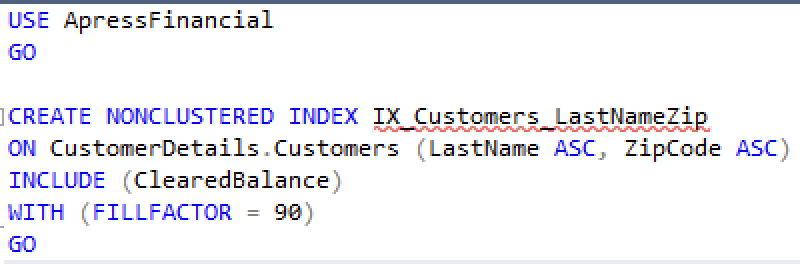 USE ApressFinancial
GO
CREATE NONCLUSTERED INDEX IX_Customers_LastNameZip
ON CustomerDetails.Customers (LastName ASC, ZipCode ASC)
INCLUDE (ClearedBalance)
WITH (FILLFACTOR = 90)
GO